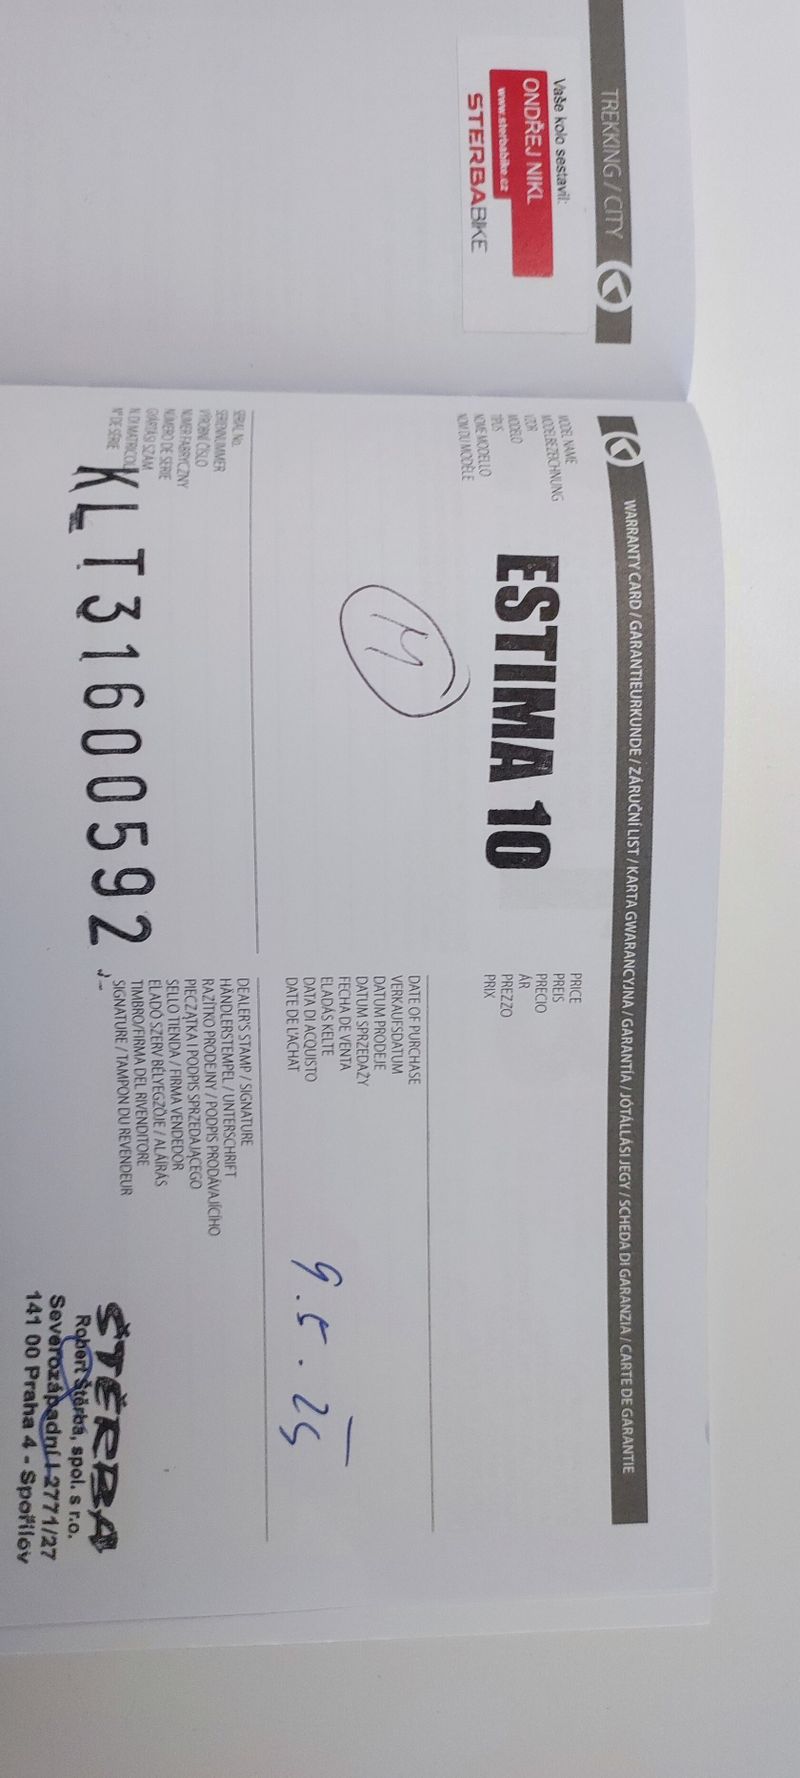 TREKKING / CITY
Vaše kolo sestavil:
ONDŘEJ NIKL
www.sterbabike.cz
STERBABIKE
WARRANTY CARD / GARANTIEURKUNDE / ZÁRUČNÍ LIST / KARTA GWARANCYJNA / GARANTÍA / JÓTÁLLÁSI JEGY / SCHEDA DI GARANZIA / CARTE DE GARANTIE
MODEL NAME
MODELBEZEICHNUNG
VZOR
MODELO
TÍPUS
NOME MODELLO
NOM DU MODÈLE
ESTIMA 10
M
SERIAL No.
SERIENNUMMER
VÝROBNÍ ČÍSLO
NUMER FABRYCZNY
NÚMERO DE SERIE
GYÁRTÁSI SZÁM
N. DI MATRICOLA
N° DE SÉRIE
KLT31600592
PRICE
PREIS
PRECIO
ÁR
PREZZO
PRIX
,-
DATE OF PURCHASE
VERKAUFSDATUM
DATUM PRODEJE
DATUM SPRZEDAŻY
FECHA DE VENTA
ELADÁS KELTE
DATA DI ACQUISTO
DATE DE L'ACHAT
9.5.25
DEALER'S STAMP / SIGNATURE
HÄNDLERSTEMPEL / UNTERSCHRIFT
RAZÍTKO PRODEJNY / PODPIS PRODÁVAJÍCÍHO
PIECZĄTKA I PODPIS SPRZEDAJĄCEGO
SELLO TIENDA / FIRMA VENDEDOR
ELADÓ SZERV BÉLYEGZŐJE / ALÁÍRÁS
TIMBRO/FIRMA DEL RIVENDITORE
SIGNATURE / TAMPON DU REVENDEUR
ŠTĚRBA
Robert Štěrba, spol. s r.o.
Severozápadní I 2771/27
141 00 Praha 4 - Spořilov